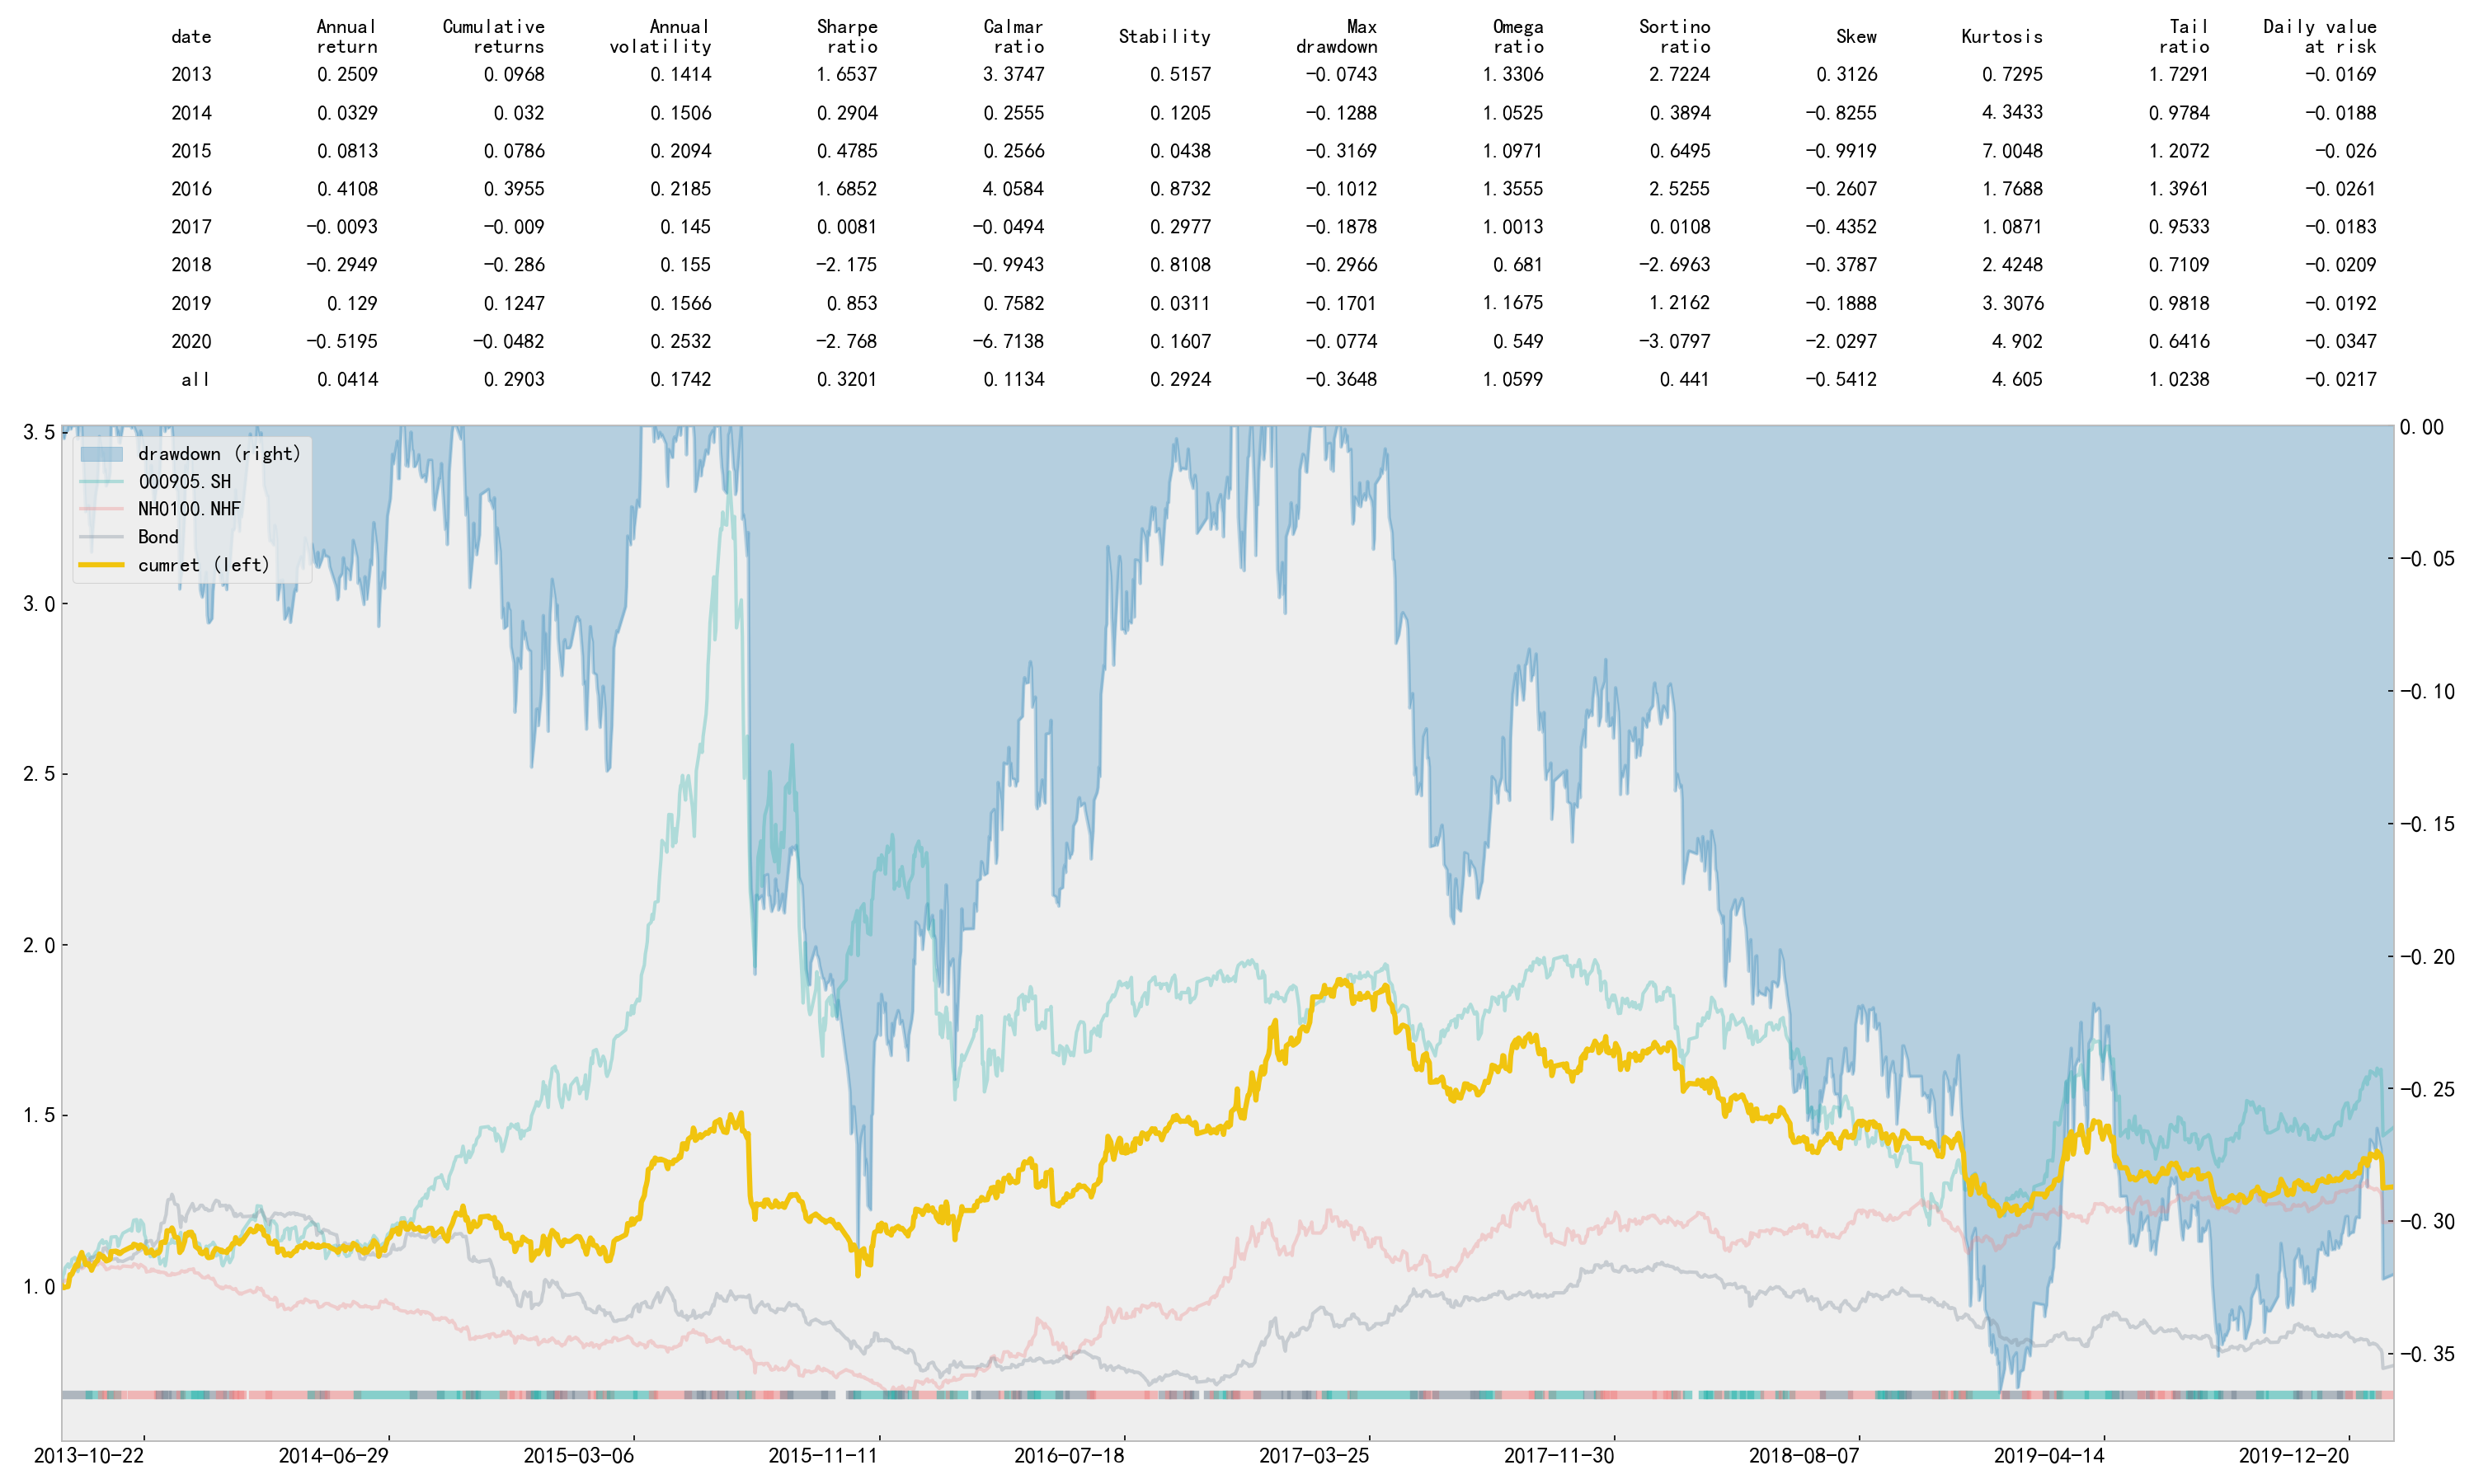 date Annual return Cumulative returns Annual volatility Sharpe ratio Calmar ratio Stability Max drawdown Omega ratio Sortino ratio Skew Kurtosis Tail ratio Daily value at risk
2013 0.2509 0.0968 0.1414 1.6537 3.3747 0.5157 −0.0743 1.3306 2.7224 0.3126 0.7295 1.7291 −0.0169
2014 0.0329 0.032 0.1506 0.2904 0.2555 0.1205 −0.1288 1.0525 0.3894 −0.8255 4.3433 0.9784 −0.0188
2015 0.0813 0.0786 0.2094 0.4785 0.2566 0.0438 −0.3169 1.0971 0.6495 −0.9919 7.0048 1.2072 −0.026
2016 0.4108 0.3955 0.2185 1.6852 4.0584 0.8732 −0.1012 1.3555 2.5255 −0.2607 1.7688 1.3961 −0.0261
2017 −0.0093 −0.009 0.145 0.0081 −0.0494 0.2977 −0.1878 1.0013 0.0108 −0.4352 1.0871 0.9533 −0.0183
2018 −0.2949 −0.286 0.155 −2.175 −0.9943 0.8108 −0.2966 0.681 −2.6963 −0.3787 2.4248 0.7109 −0.0209
2019 0.129 0.1247 0.1566 0.853 0.7582 0.0311 −0.1701 1.1675 1.2162 −0.1888 3.3076 0.9818 −0.0192
2020 −0.5195 −0.0482 0.2532 −2.768 −6.7138 0.1607 −0.0774 0.549 −3.0797 −2.0297 4.902 0.6416 −0.0347
all 0.0414 0.2903 0.1742 0.3201 0.1134 0.2924 −0.3648 1.0599 0.441 −0.5412 4.605 1.0238 −0.0217
3.5
3.0
2.5
2.0
1.5
1.0
drawdown (right)
000905.SH
NH0100.NHF
Bond
cumret (left)
0.00
−0.05
−0.10
−0.15
−0.20
−0.25
−0.30
−0.35
2013−10−22 2014−06−29 2015−03−06 2015−11−11 2016−07−18 2017−03−25 2017−11−30 2018−08−07 2019−04−14 2019−12−20